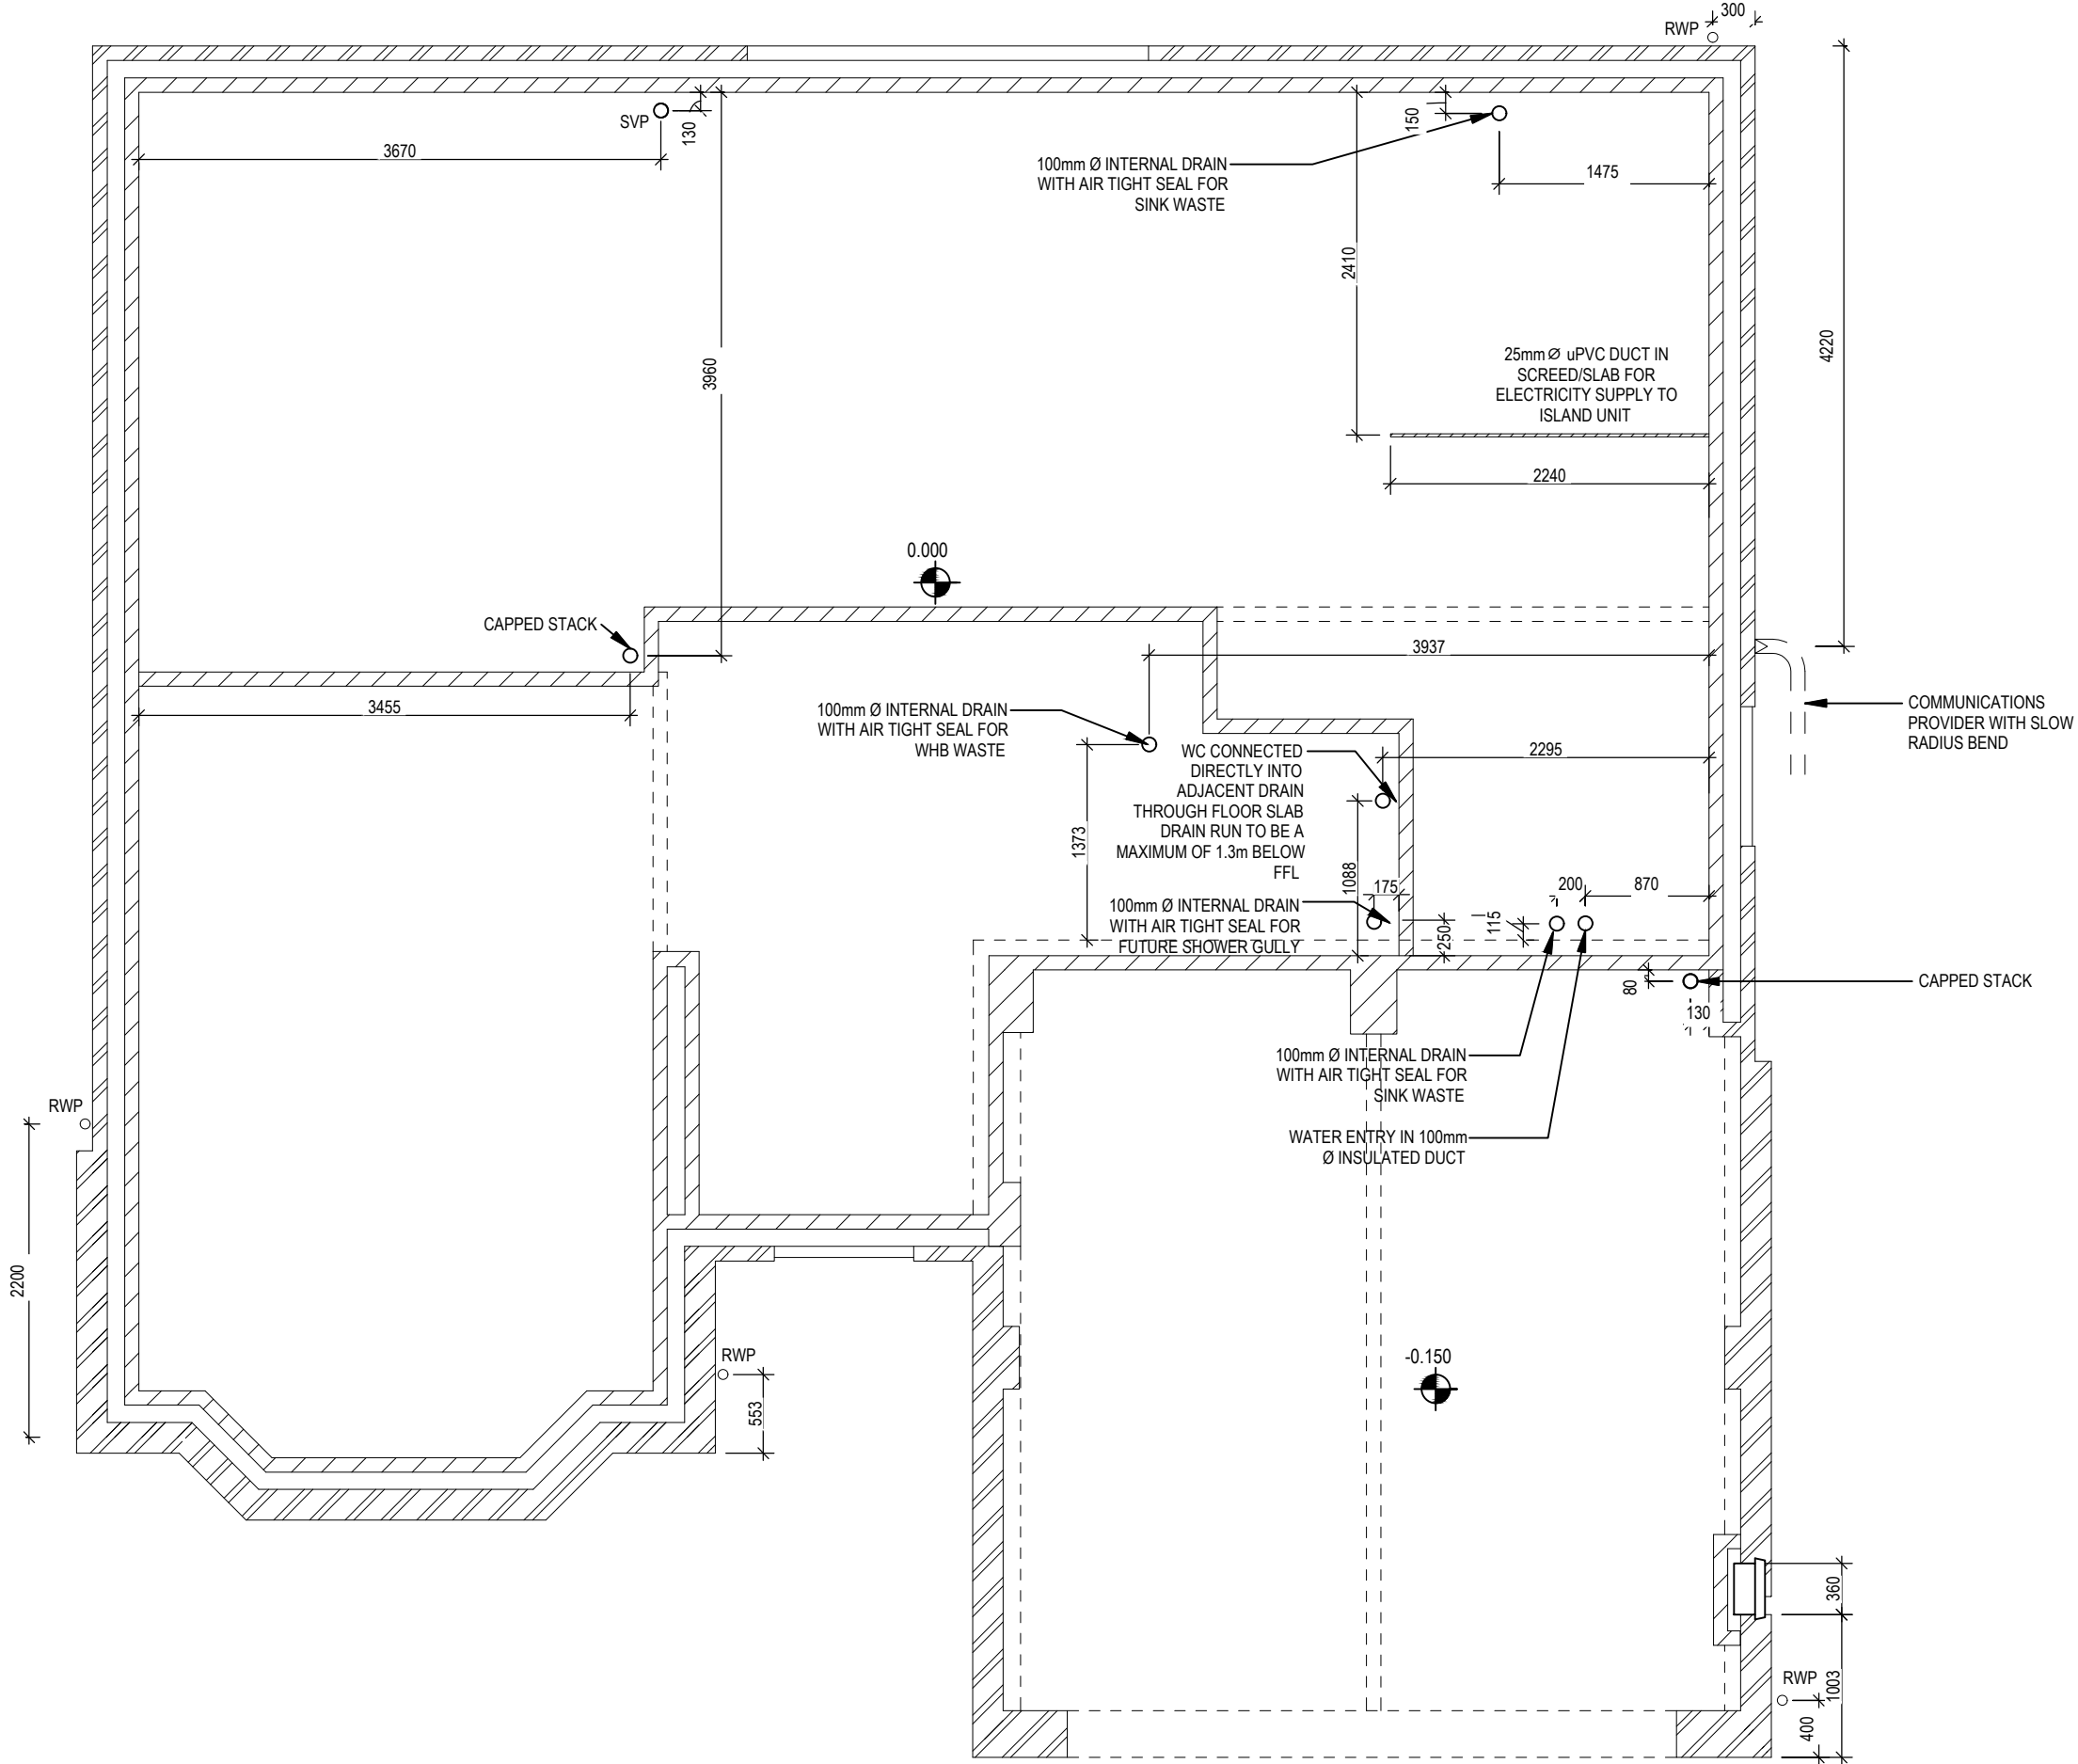 300
RWP
SVP
130
150
3670
100mm Ø INTERNAL DRAIN
WITH AIR TIGHT SEAL FOR
SINK WASTE
1475
2410
3960
4220
25mm Ø uPVC DUCT IN
SCREED/SLAB FOR
ELECTRICITY SUPPLY TO
ISLAND UNIT
2240
0.000
CAPPED STACK
3937
3455
100mm Ø INTERNAL DRAIN
WITH AIR TIGHT SEAL FOR
WHB WASTE
COMMUNICATIONS
PROVIDER WITH SLOW
RADIUS BEND
WC CONNECTED
DIRECTLY INTO
ADJACENT DRAIN
THROUGH FLOOR SLAB
DRAIN RUN TO BE A
MAXIMUM OF 1.3m BELOW
FFL
2295
1373
1088
175
200
870
100mm Ø INTERNAL DRAIN
WITH AIR TIGHT SEAL FOR
FUTURE SHOWER GULLY
250
115
80
CAPPED STACK
130
100mm Ø INTERNAL DRAIN
WITH AIR TIGHT SEAL FOR
SINK WASTE
RWP
WATER ENTRY IN 100mm
Ø INSULATED DUCT
2200
RWP
553
-0.150
360
RWP
1003
400